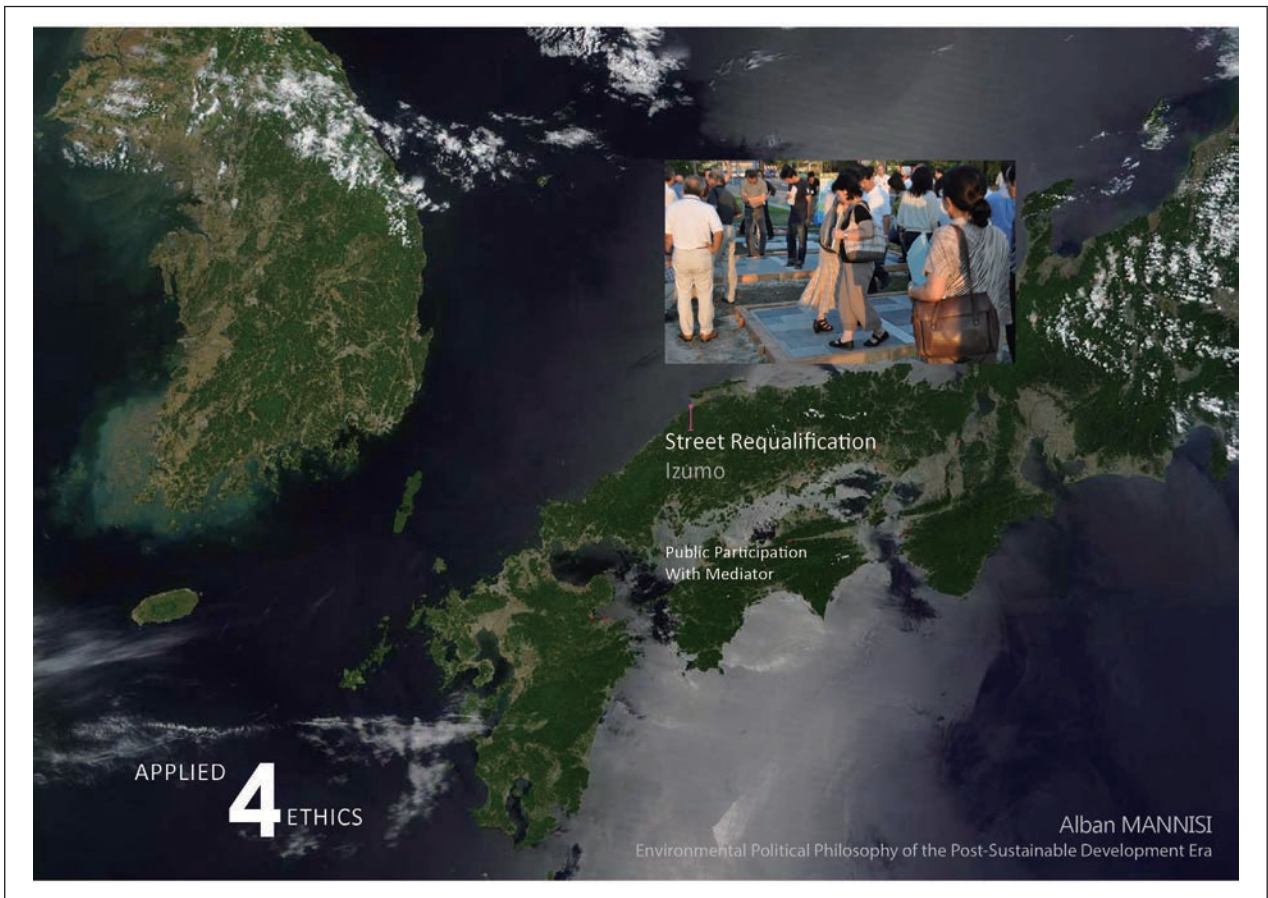 Street Requalification
Izumo
Public Participation
With Mediator
APPLIED
4
ETHICS
Alban MANNISI
Environmental Political Philosophy of the Post-Sustainable Development Era